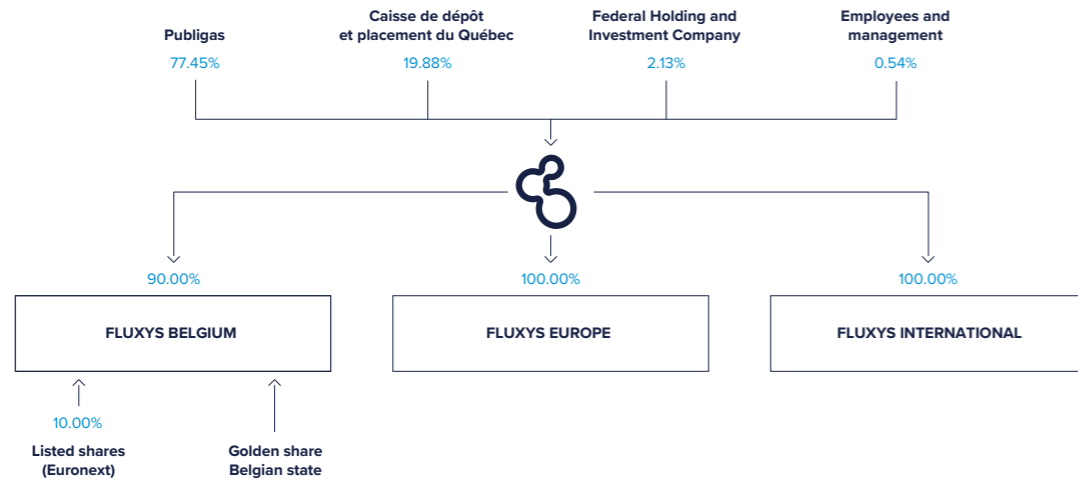 Publigas
77.45%
Caisse de dépôt
et placement du Québec
19.88%
Federal Holding and
Investment Company
2.13%
Employees and
management
0.54%
90.00%
FLUXYS BELGIUM
100.00%
FLUXYS EUROPE
100.00%
FLUXYS INTERNATIONAL
10.00%
Listed shares
(Euronext)
Golden share
Belgian state